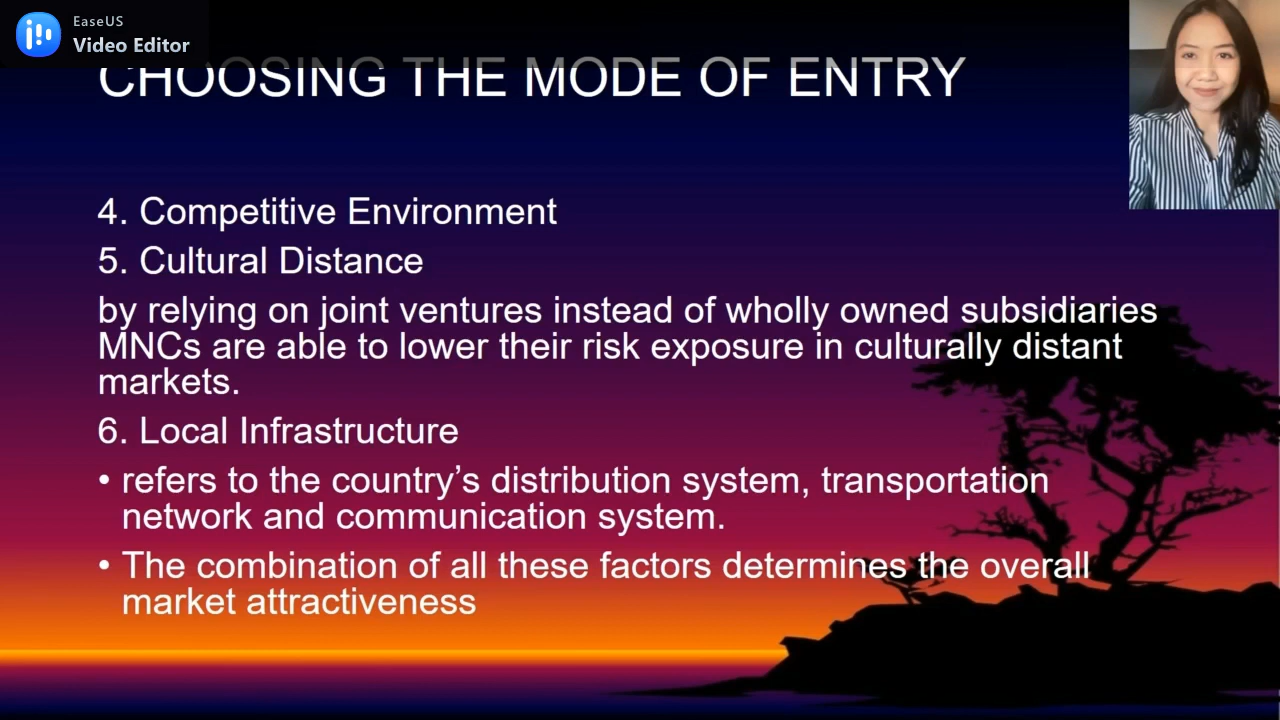 EaseUS
Video Editor
CHOOSING THE MODE OF ENTRY
4. Competitive Environment
5. Cultural Distance
by relying on joint ventures instead of wholly owned subsidiaries
MNCs are able to lower their risk exposure in culturally distant
markets.
6. Local Infrastructure
• refers to the country’s distribution system, transportation
network and communication system.
• The combination of all these factors determines the overall
market attractiveness